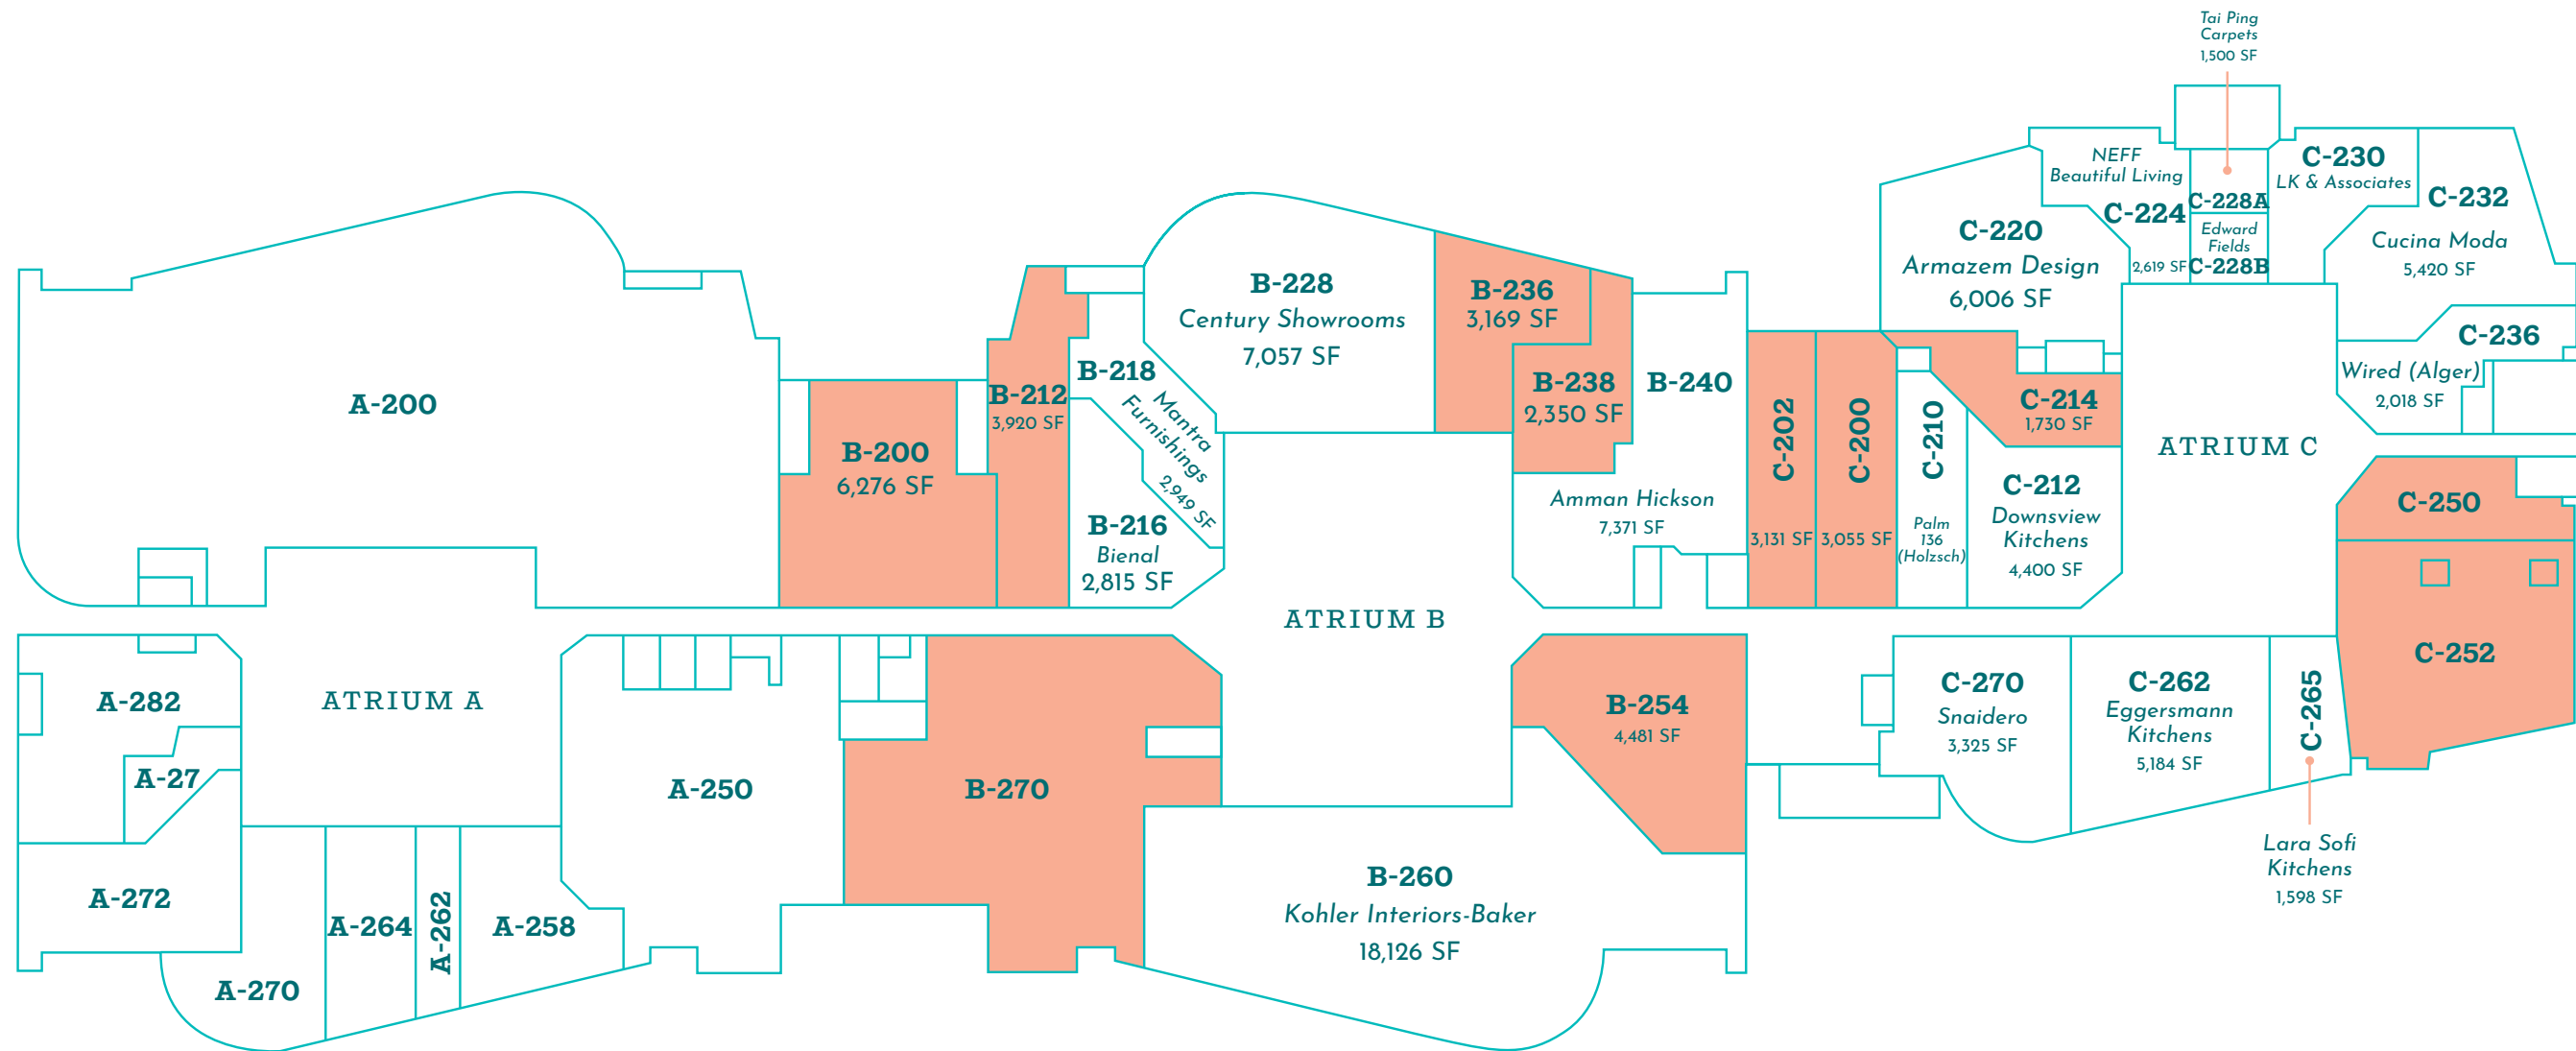 Tai Ping
Carpets
1,500 SF
A-200
B-200
6,276 SF
B-212
3,920 SF
B-218
Mantra
Furnishings
2,949 SF
B-216
Bienal
2,815 SF
B-228
Century Showrooms
7,057 SF
B-236
3,169 SF
B-238
2,350 SF
B-240
Amman Hickson
7,371 SF
C-202
3,131 SF
C-200
3,055 SF
C-210
Palm
136
(Holzsch)
C-220
Armazem Design
6,006 SF
C-214
1,730 SF
C-212
Downsview
Kitchens
4,400 SF
NEFF
Beautiful Living
C-224
2,619 SF
C-228A
Edward
Fields
C-228B
C-230
LK & Associates
C-232
Cucina Moda
5,420 SF
C-236
Wired (Alger)
2,018 SF
ATRIUM C
C-250
C-252
ATRIUM B
ATRIUM A
A-282
A-27
A-272
A-270
A-264
A-262
A-258
A-250
B-270
B-260
Kohler Interiors-Baker
18,126 SF
B-254
4,481 SF
C-270
Snaidero
3,325 SF
C-262
Eggersmann
Kitchens
5,184 SF
C-265
Lara Sofi
Kitchens
1,598 SF